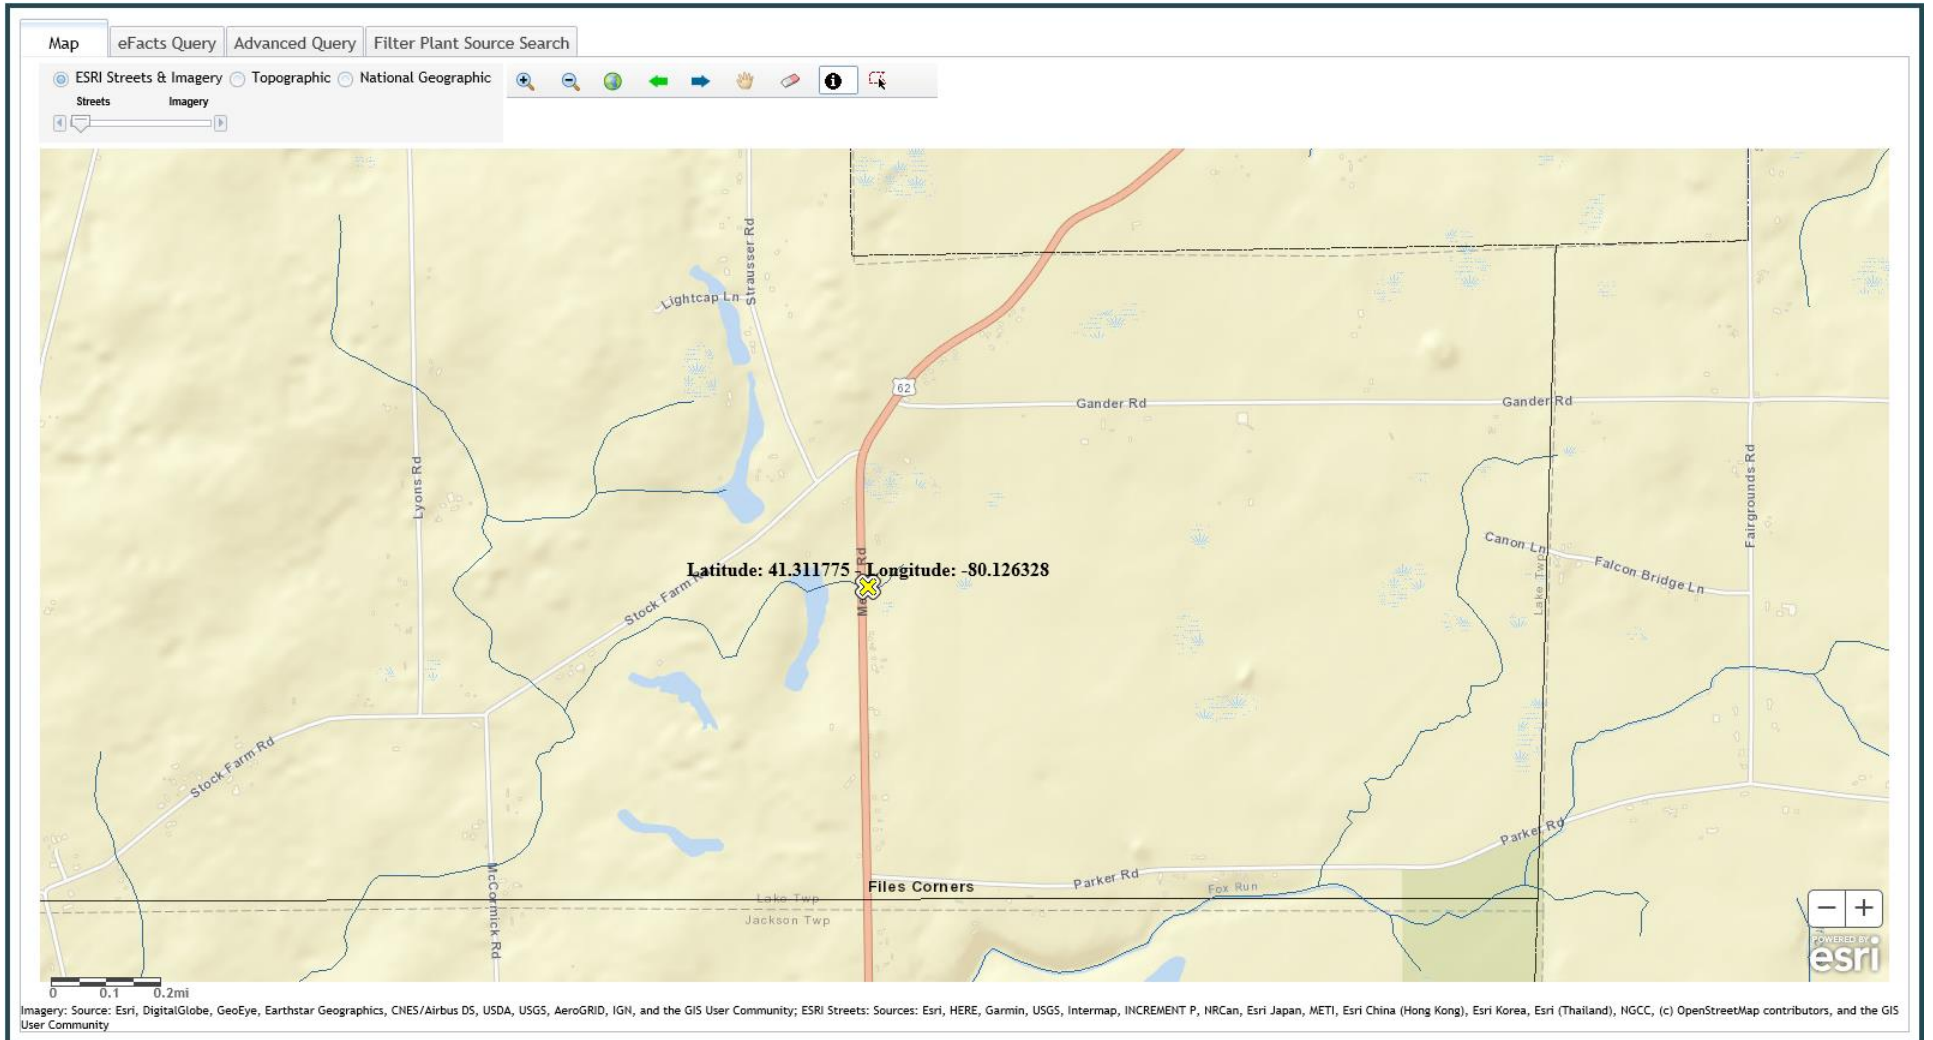 Map eFacts Query Advanced Query Filter Plant Source Search
ESRI Streets & Imagery Topographic National Geographic
Streets Imagery
Strausser Rd
Lightcap Ln
62
Gander Rd
Gander Rd
Lyons Rd
Fairgrounds Rd
Canon Ln
Falcon Bridge Ln
Latitude: 41.311775 - Longitude: -80.126328
Rd
Stock Farm
Lake Twp
Stock Farm Rd
Parker Rd
McCormick Rd
Files Corners
Parker Rd
Fox Run
Lake Twp
Jackson Twp
− +
POWERED BY
esri
0 0.1 0.2mi
Imagery: Source: Esri, DigitalGlobe, GeoEye, Earthstar Geographics, CNES/Airbus DS, USDA, USGS, AeroGRID, IGN, and the GIS User Community; ESRI Streets: Sources: Esri, HERE, Garmin, USGS, Intermap, INCREMENT P, NRCan, Esri Japan, METI, Esri China (Hong Kong), Esri Korea, Esri (Thailand), NGCC, (c) OpenStreetMap contributors, and the GIS
User Community